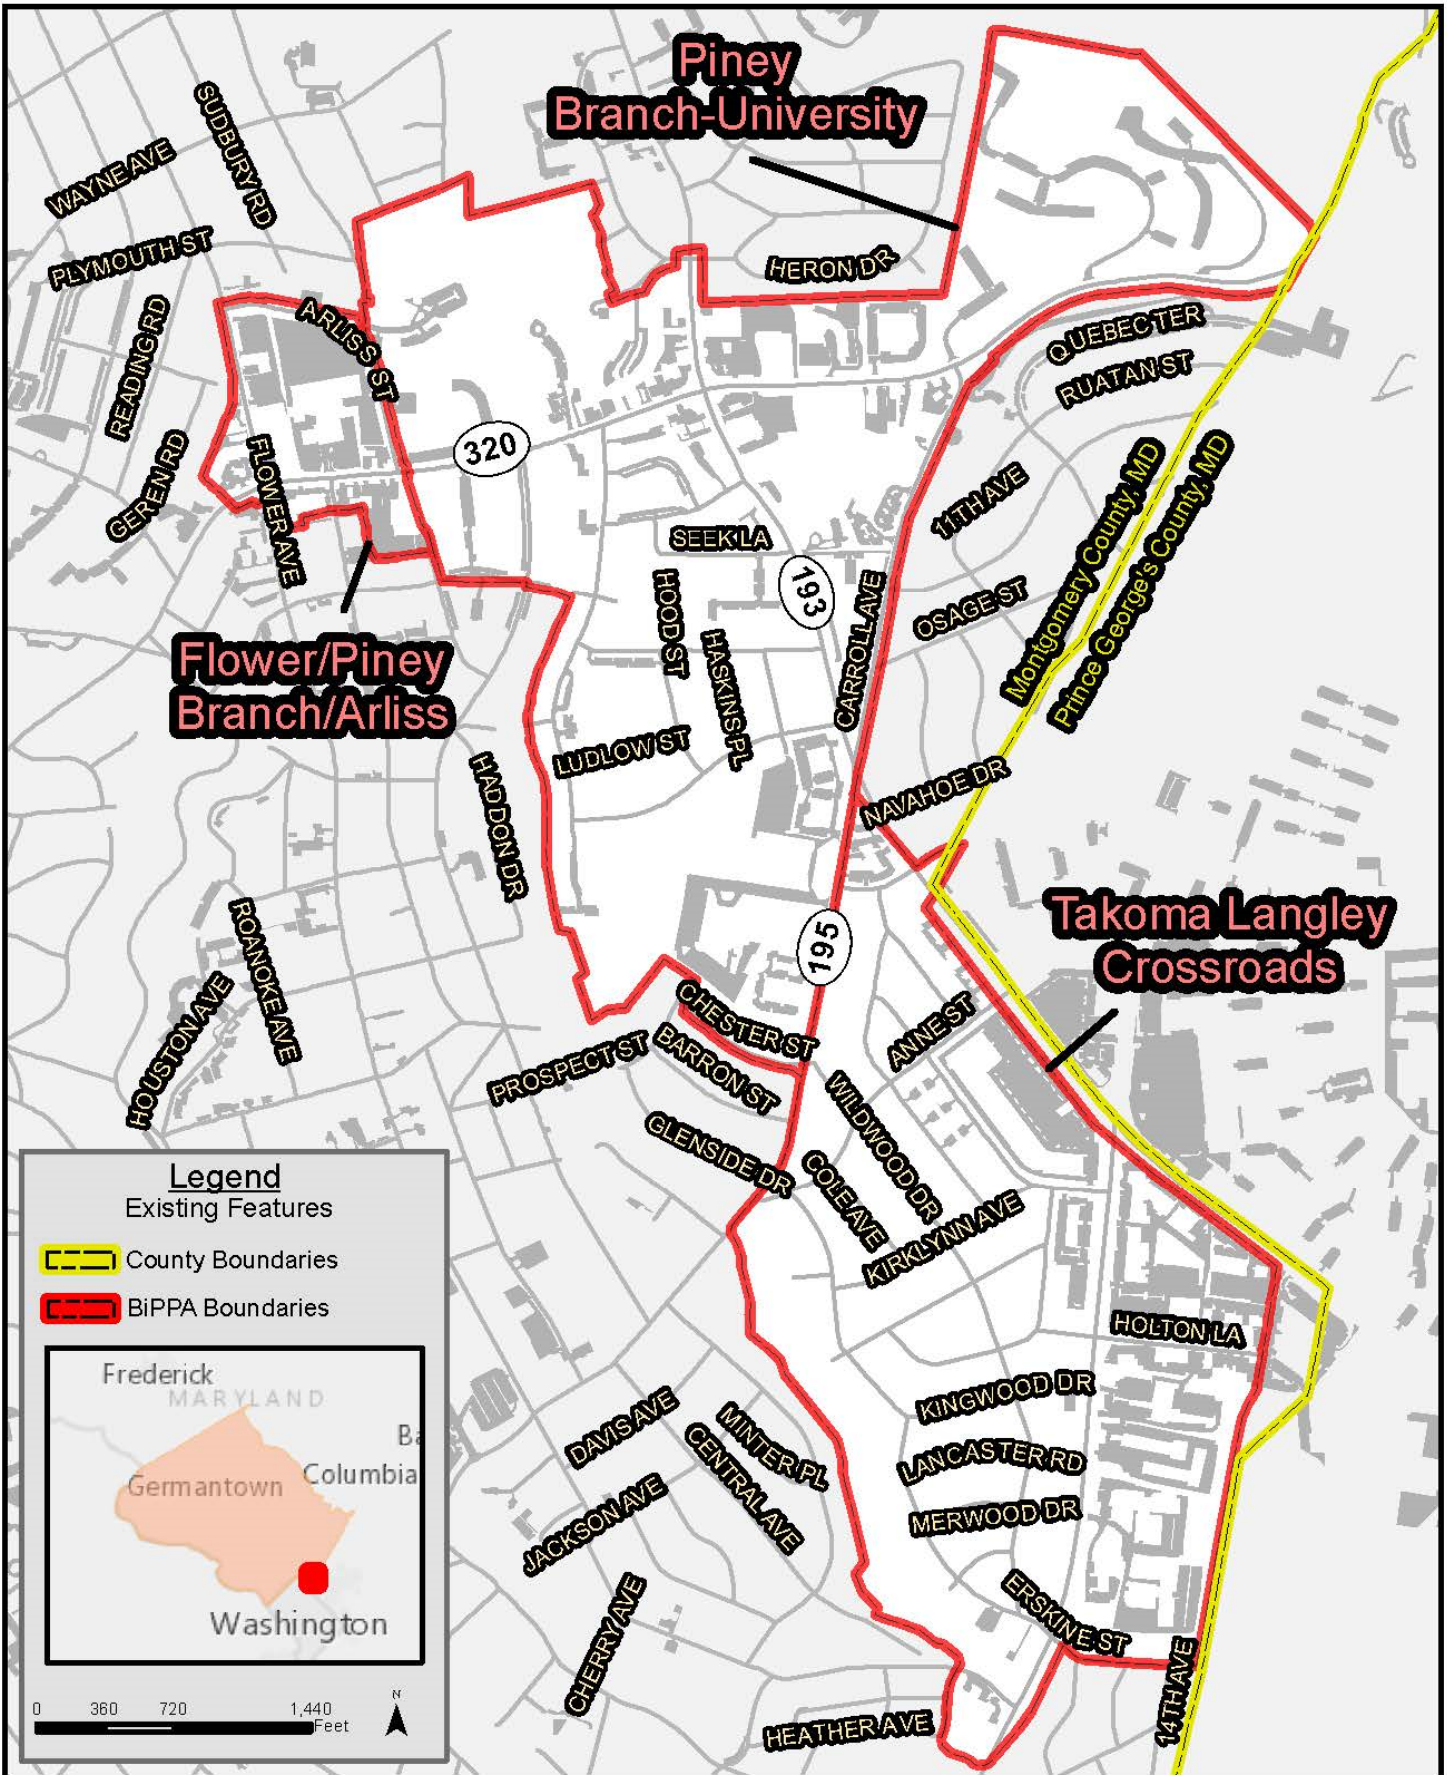 Piney
Branch-University
SUDBURY RD
WAYNE AVE
PLYMOUTH ST
HERON DR
READING RD
ARLISS ST
QUEBEC TER
RUATAN ST
GEREN RD
FLOWER AVE
320
11TH AVE
Montgomery County, MD
Prince George's County, MD
SEEK LA
193
HOOD ST
HASKINS PL
CARROLL AVE
OSAGE ST
Flower/Piney
Branch/Arliss
LUDLOW ST
HADDON DR
NAVAHOE DR
Takoma Langley
Crossroads
195
ROANOKE AVE
HOUSTON AVE
CHESTER ST
ANNE ST
PROSPECT ST
BARRON ST
WILDWOOD DR
GLENSIDE DR
COLE AVE
KIRKLYNN AVE
HOLTON LA
KINGWOOD DR
DAVIS AVE
MINTER PL
CENTRAL AVE
LANCASTER RD
JACKSON AVE
MERWOOD DR
ERSKINE ST
CHERRY AVE
14TH AVE
HEATHER AVE
Legend
Existing Features
County Boundaries
BiPPA Boundaries
Frederick
MARYLAND
Ba
Columbia
Germantown
Washington
0 360 720 1,440
Feet
N